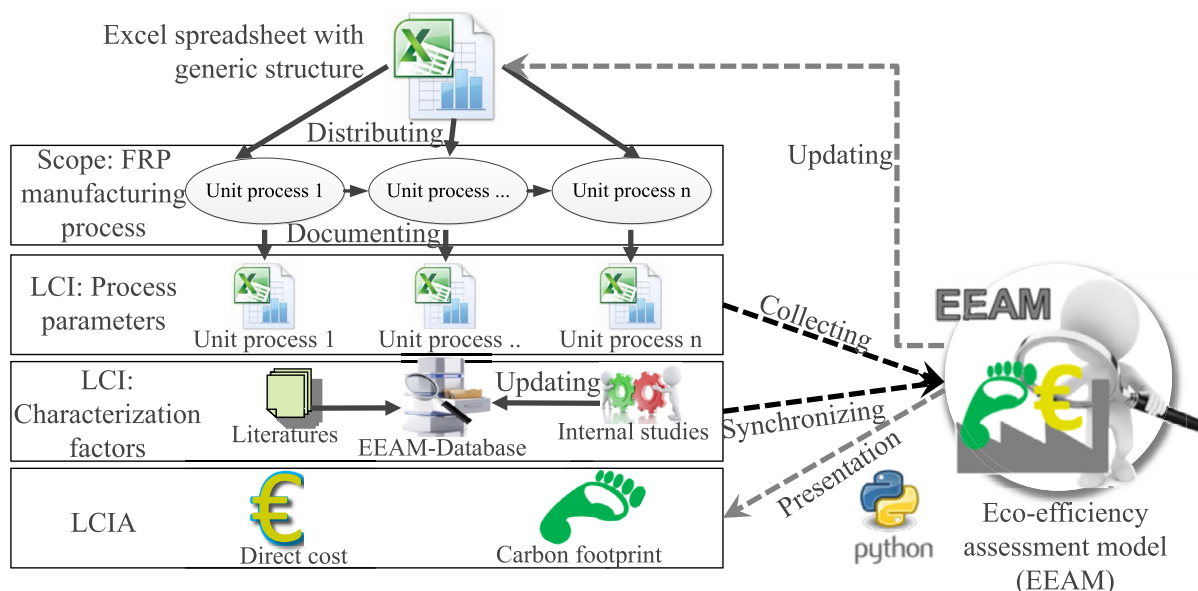 Excel spreadsheet with
generic structure
Distributing
Updating
Scope: FRP
manufacturing
process
Unit process 1
Unit process ...
Unit process n
Documenting
LCI: Process
parameters
Unit process 1
Unit process ..
Unit process n
Collecting
EEAM
LCI:
Characterization
factors
Literatures
Updating
EEAM-Database
Internal studies
Synchronizing
Presentation
LCIA
Direct cost
Carbon footprint
python
Eco-efficiency
assessment model
(EEAM)